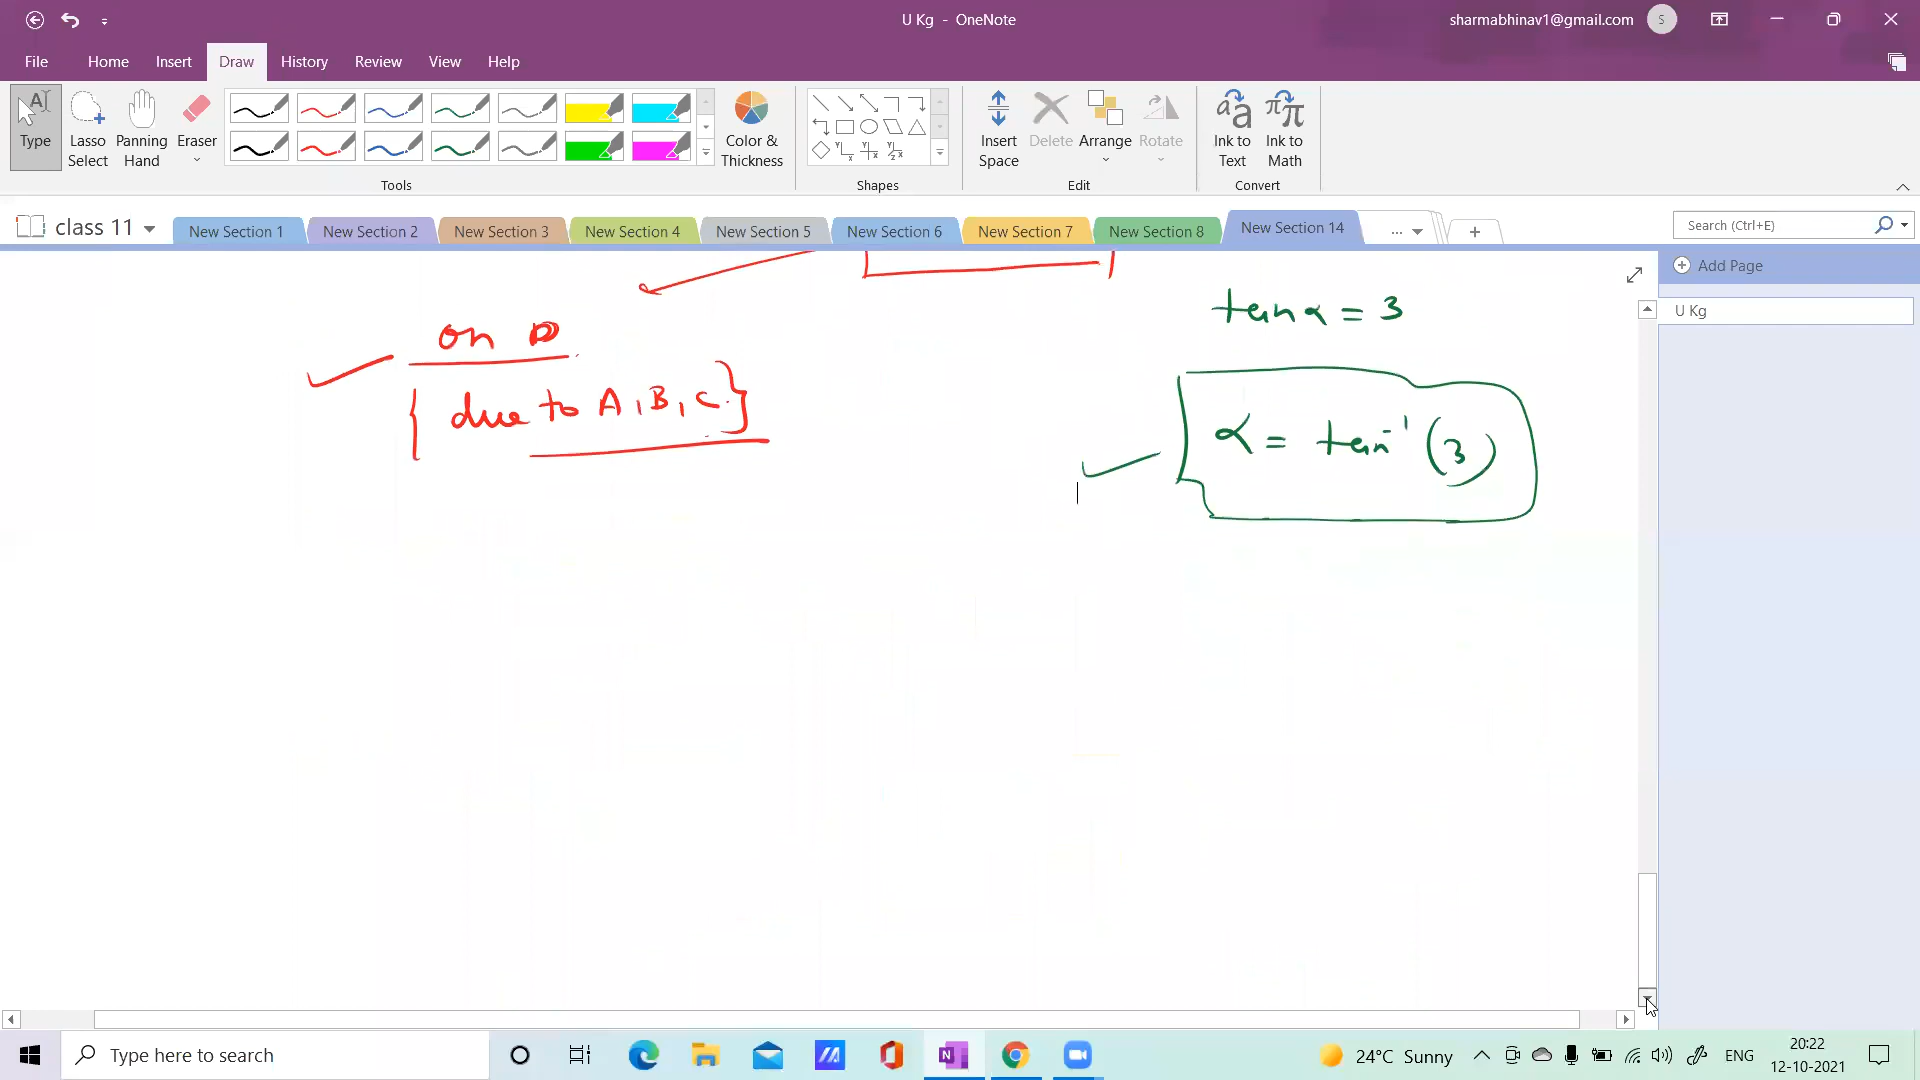 U Kg - OneNote
sharmabhinav1@gmail.com
S
File Home Insert Draw History Review View Help
Type
Lasso Select
Panning Hand
Eraser
Color & Thickness
Insert Space
Delete
Arrange
Rotate
Ink to Text
Ink to Math
Tools
Shapes
Edit
Convert
class 11
New Section 1
New Section 2
New Section 3
New Section 4
New Section 5
New Section 6
New Section 7
New Section 8
New Section 14
...
Search (Ctrl+E)
Add Page
U Kg
on D
{ due to A, B, C. }
tan α = 3
α = tan⁻¹ (3)
Type here to search
24°C Sunny
ENG
20:22
12-10-2021